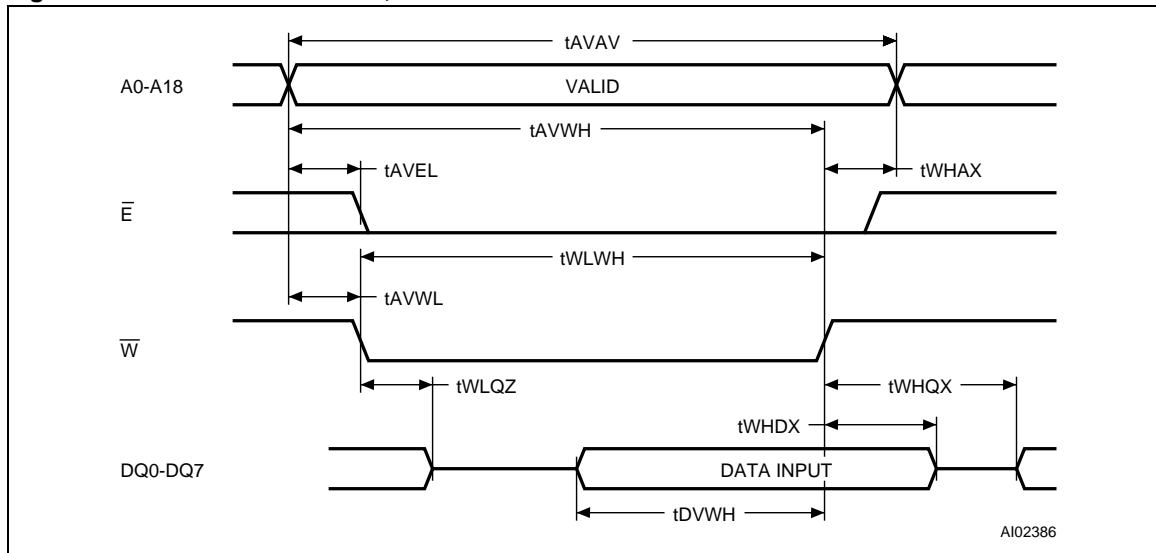 tAVAV
A0-A18
VALID
tAVWH
tAVEL
tWHAX
E̅
tWLWH
tAVWL
W̅
tWLQZ
tWHQX
tWHDX
DQ0-DQ7
DATA INPUT
tDVWH
AI02386